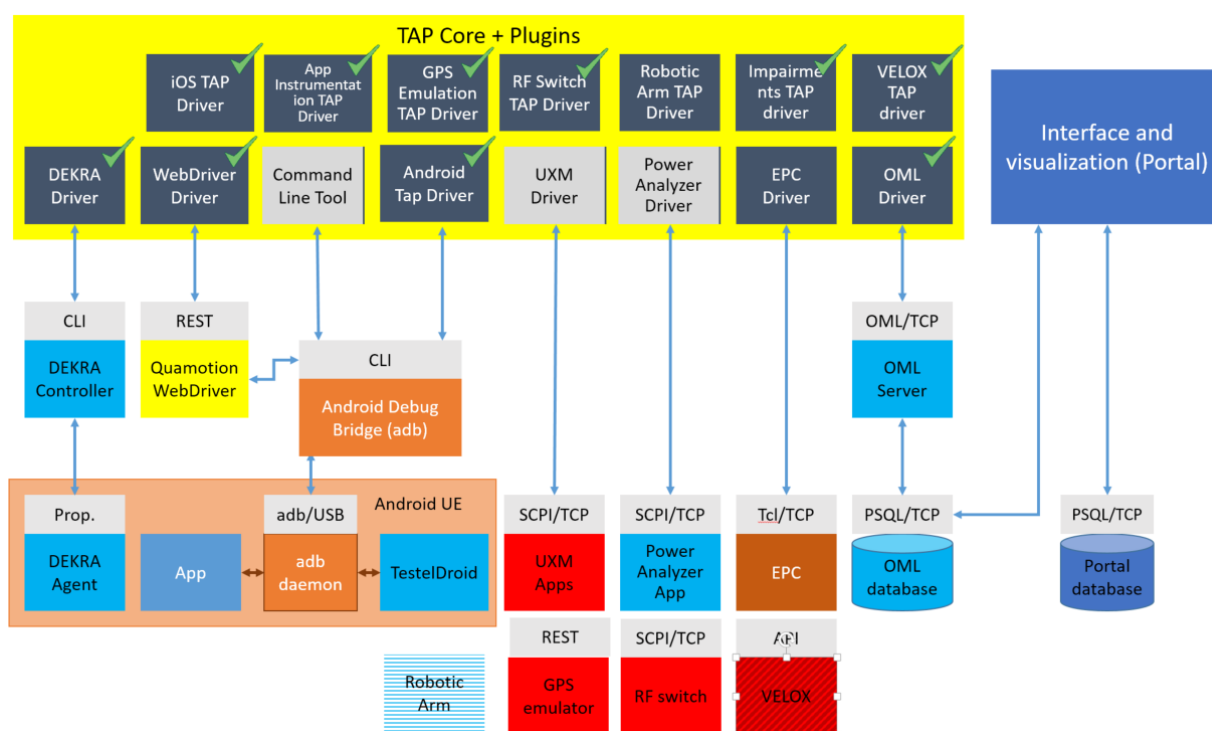 TAP Core + Plugins
iOS TAP
Driver
App
Instrumentat
ion TAP
Driver
GPS
Emulation
TAP Driver
RF Switch
TAP Driver
Robotic
Arm TAP
Driver
Impairme
nts TAP
driver
VELOX
TAP
driver
DEKRA
Driver
WebDriver
Driver
Command
Line Tool
Android
Tap Driver
UXM
Driver
Power
Analyzer
Driver
EPC
Driver
OML
Driver
Interface and
visualization (Portal)
CLI
DEKRA
Controller
REST
Quamotion
WebDriver
CLI
Android Debug
Bridge (adb)
OML/TCP
OML
Server
Android UE
Prop.
DEKRA
Agent
App
adb/USB
adb
daemon
TestelDroid
SCPI/TCP
UXM
Apps
SCPI/TCP
Power
Analyzer
App
Tcl/TCP
EPC
PSQL/TCP
OML
database
PSQL/TCP
Portal
database
Robotic
Arm
REST
GPS
emulator
SCPI/TCP
RF switch
API
VELOX